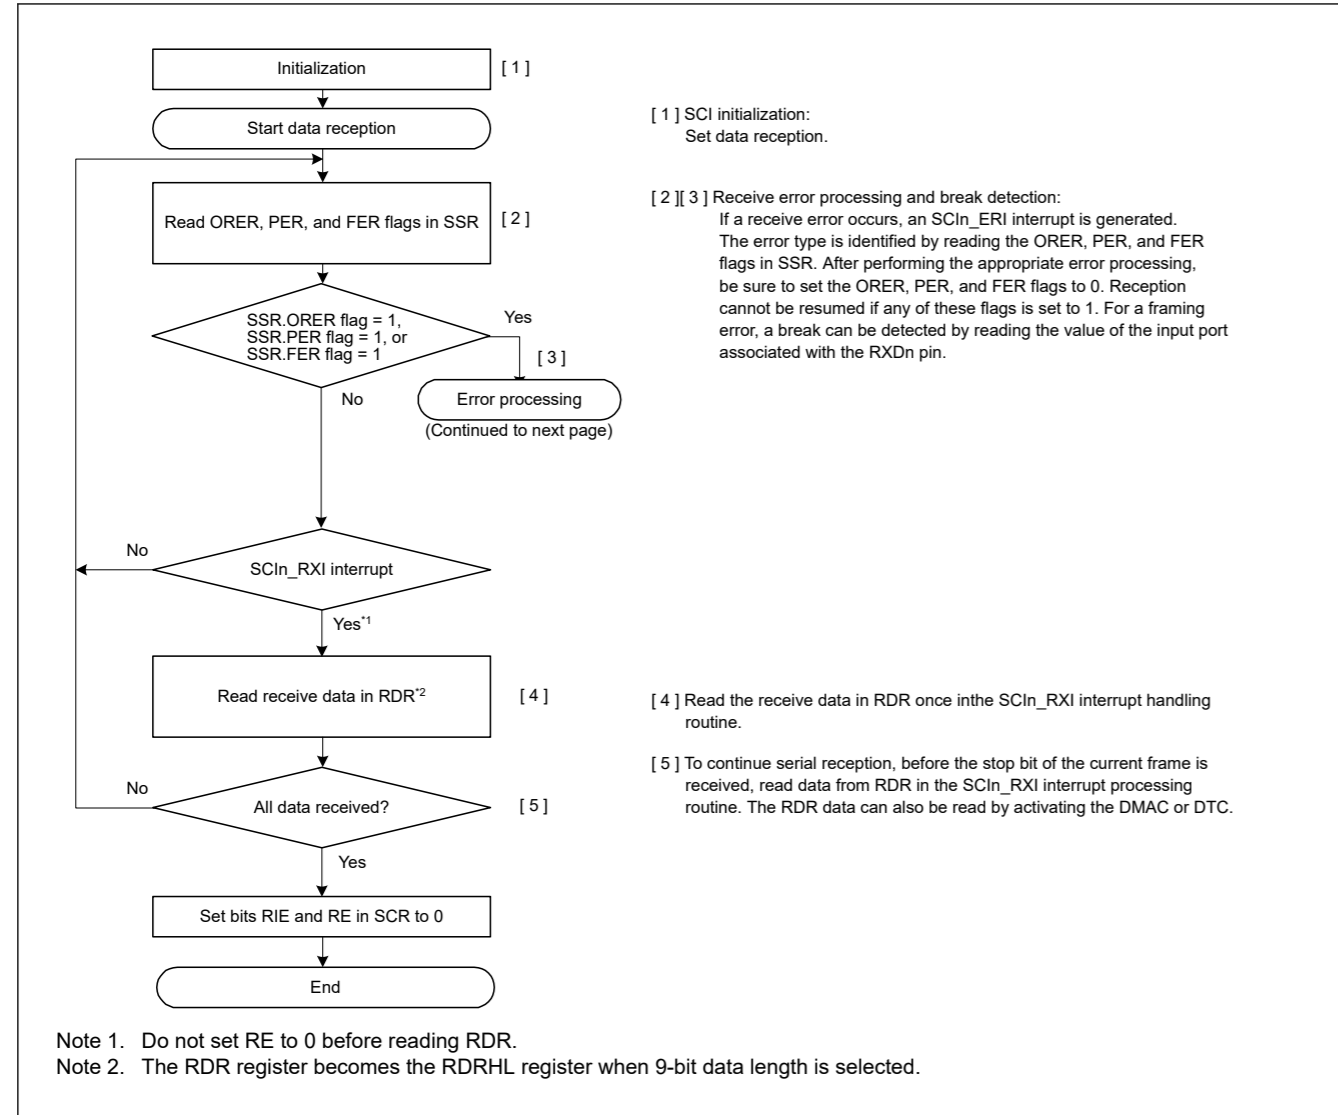 Initialization
[ 1 ]
Start data reception
[ 1 ] SCI initialization:
Set data reception.
Read ORER, PER, and FER flags in SSR
[ 2 ]
[ 2 ][ 3 ] Receive error processing and break detection:
If a receive error occurs, an SCIn_ERI interrupt is generated.
The error type is identified by reading the ORER, PER, and FER
flags in SSR. After performing the appropriate error processing,
be sure to set the ORER, PER, and FER flags to 0. Reception
cannot be resumed if any of these flags is set to 1. For a framing
error, a break can be detected by reading the value of the input port
associated with the RXDn pin.
SSR.ORER flag = 1,
SSR.PER flag = 1, or
SSR.FER flag = 1
Yes
[ 3 ]
No
Error processing
(Continued to next page)
No
SCIn_RXI interrupt
Yes*1
Read receive data in RDR*2
[ 4 ]
[ 4 ] Read the receive data in RDR once inthe SCIn_RXI interrupt handling
routine.
No
All data received?
[ 5 ]
[ 5 ] To continue serial reception, before the stop bit of the current frame is
received, read data from RDR in the SCIn_RXI interrupt processing
routine. The RDR data can also be read by activating the DMAC or DTC.
Yes
Set bits RIE and RE in SCR to 0
End
Note 1. Do not set RE to 0 before reading RDR.
Note 2. The RDR register becomes the RDRHL register when 9-bit data length is selected.